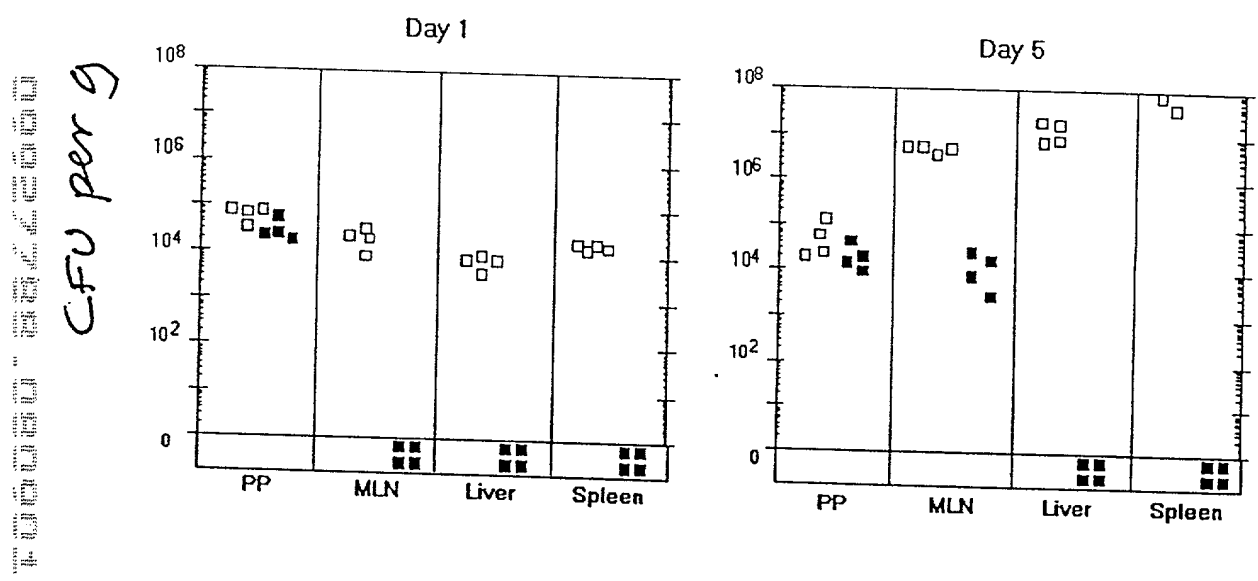 Day 1
Day 5
CFU per g
10⁸
10⁶
10⁴
10²
0
PP
MLN
Liver
Spleen
10⁸
10⁶
10⁴
10²
0
PP
MLN
Liver
Spleen